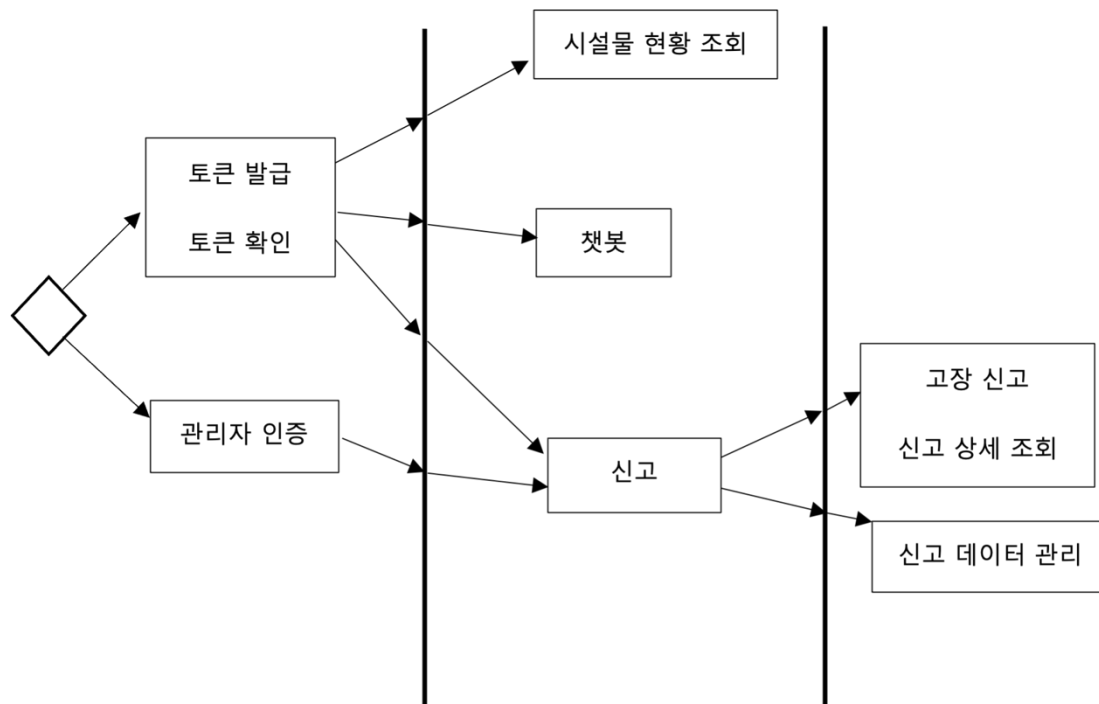 시설물 현황 조회
토큰 발급
토큰 확인
챗봇
관리자 인증
신고
고장 신고
신고 상세 조회
신고 데이터 관리